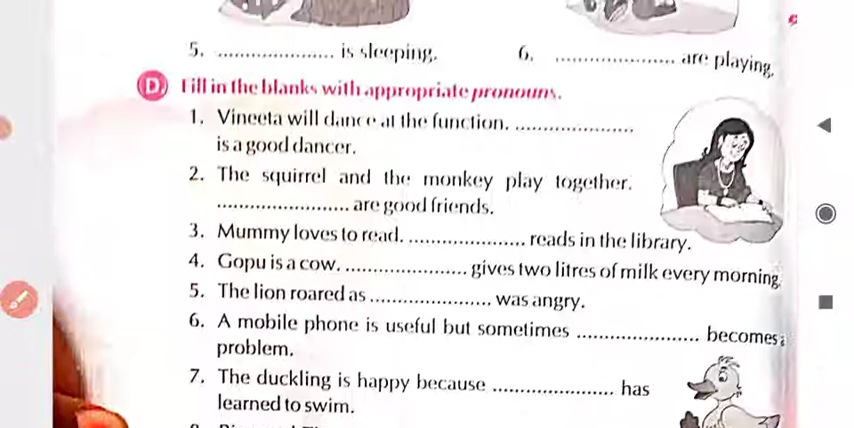 5. ..................... is sleeping. 6. ..................... are playing.
D Fill in the blanks with appropriate pronouns.
1. Vineeta will dance at the function. .....................
is a good dancer.
2. The squirrel and the monkey play together.
....................... are good friends.
3. Mummy loves to read. ..................... reads in the library.
4. Gopu is a cow. ..................... gives two litres of milk every morning.
5. The lion roared as ..................... was angry.
6. A mobile phone is useful but sometimes ..................... becomes a
problem.
7. The duckling is happy because ..................... has
learned to swim.